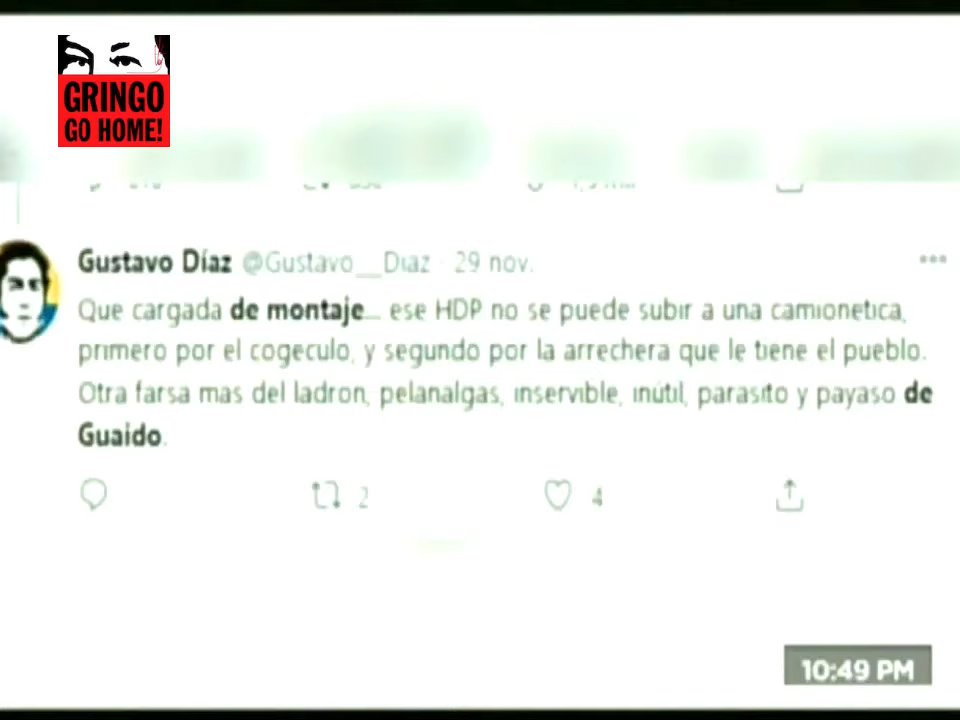 GRINGO
GO HOME!
Gustavo Díaz @Gustavo__Diaz · 29 nov.
Que cargada de montaje... ese HDP no se puede subir a una camionetica,
primero por el cogeculo, y segundo por la arrechera que le tiene el pueblo.
Otra farsa mas del ladron, pelanalgas, inservible, inútil, parasito y payaso de
Guaido.
2 4
10:49 PM